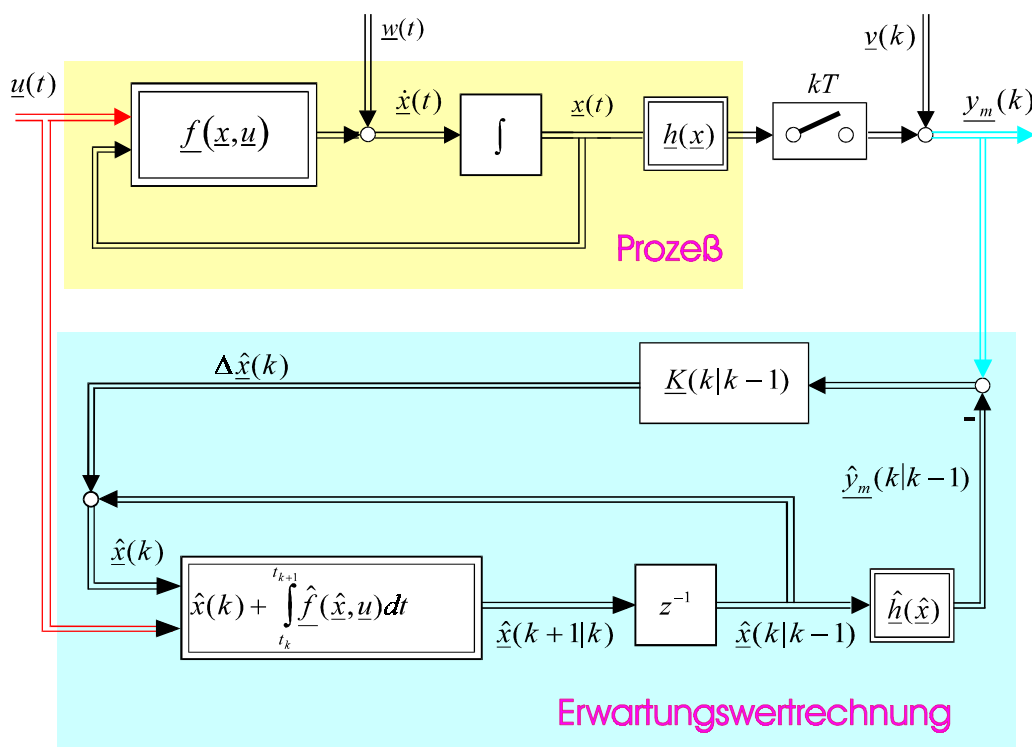 w(t)
v(k)
u(t)
f(x,u)
ẋ(t)
∫
x(t)
h(x)
kT
y_m(k)
Prozeß
Δx̂(k)
K(k|k−1)
-
ŷ_m(k|k−1)
x̂(k)
x̂(k) + ∫_{t_k}^{t_{k+1}} f̂(x̂,u)dt
x̂(k+1|k)
z⁻¹
x̂(k|k−1)
ĥ(x̂)
Erwartungswertrechnung